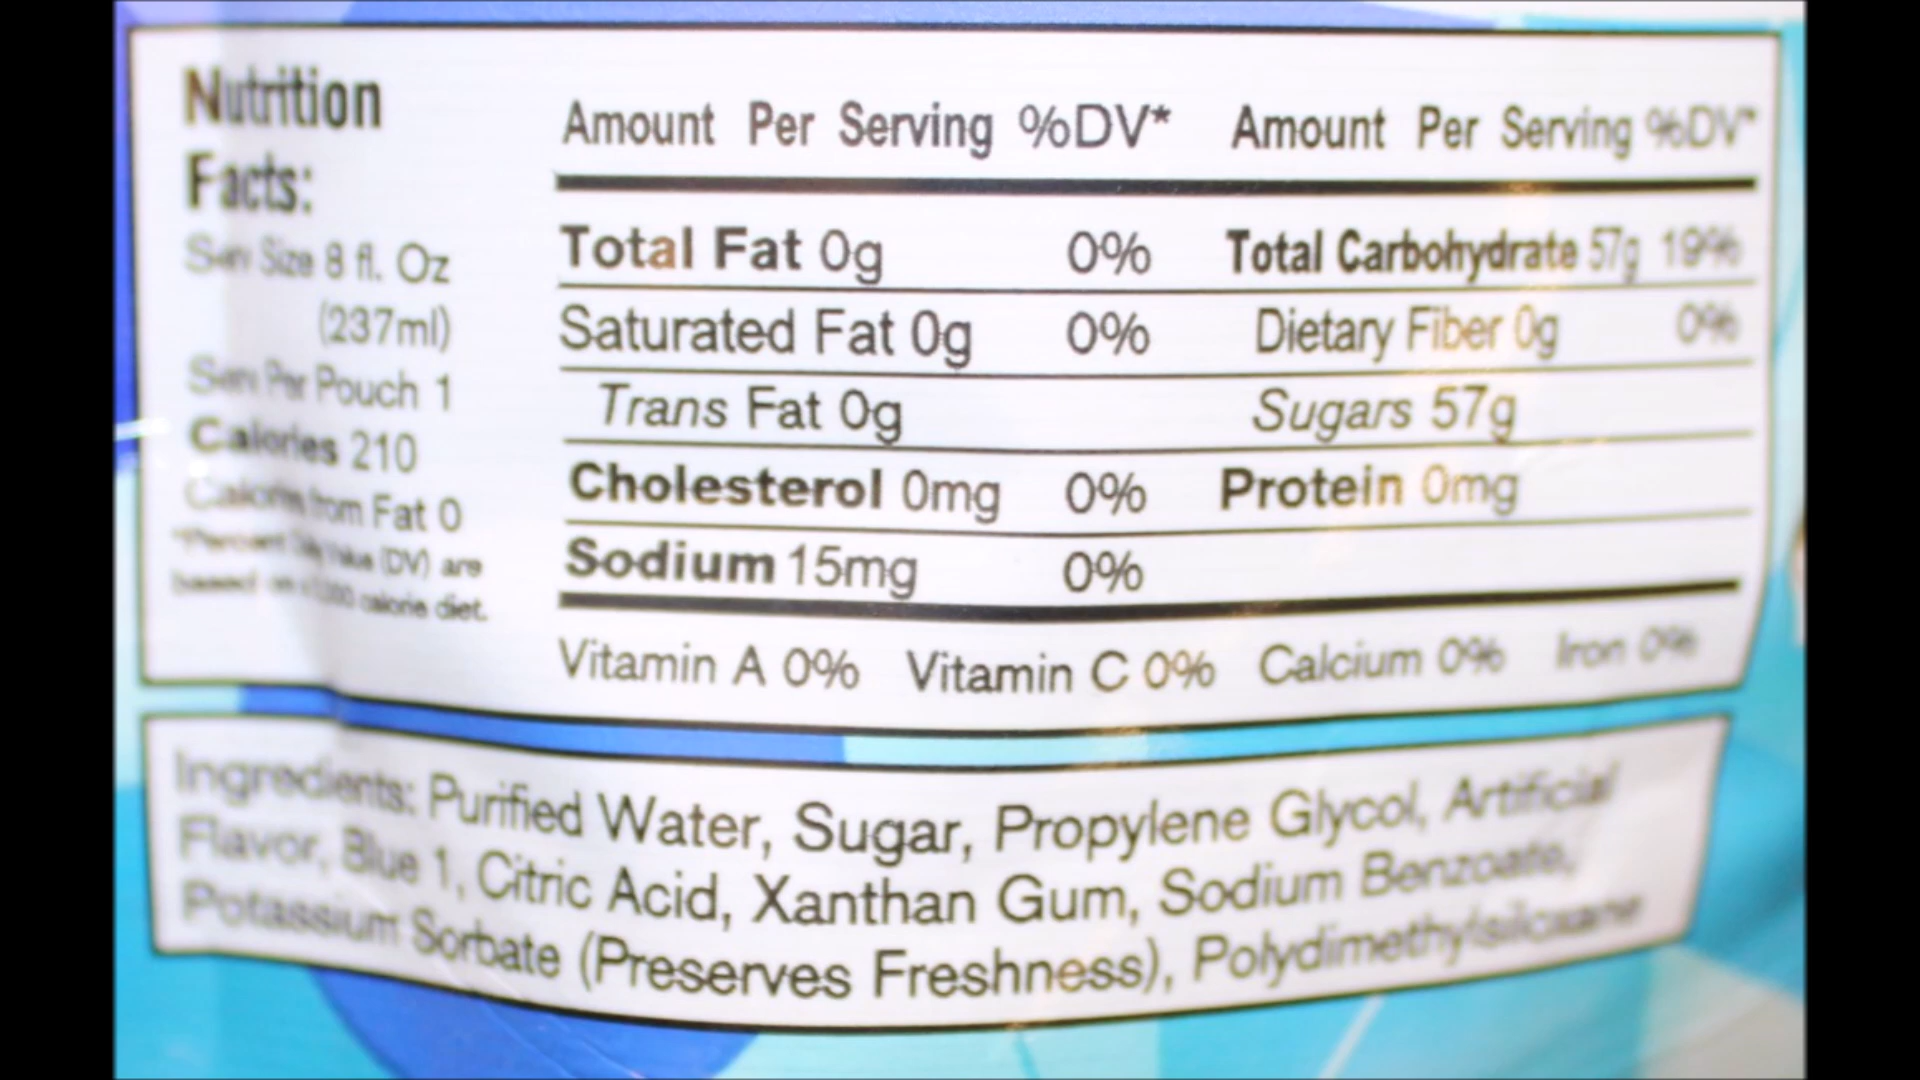 Nutrition
Facts:
Serv Size 8 fl. Oz
(237ml)
Serv Per Pouch 1
Calories 210
Calories from Fat 0
*Percent Daily Value (DV) are
based on a 2,000 calorie diet.
Amount Per Serving %DV* Amount Per Serving %DV*
Total Fat 0g 0% Total Carbohydrate 57g 19%
Saturated Fat 0g 0% Dietary Fiber 0g 0%
Trans Fat 0g Sugars 57g
Cholesterol 0mg 0% Protein 0mg
Sodium 15mg 0%
Vitamin A 0% Vitamin C 0% Calcium 0% Iron 0%
Ingredients: Purified Water, Sugar, Propylene Glycol, Artificial
Flavor, Blue 1, Citric Acid, Xanthan Gum, Sodium Benzoate,
Potassium Sorbate (Preserves Freshness), Polydimethylsiloxane